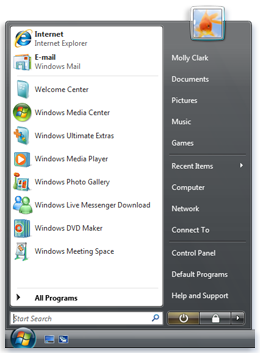 Internet
Internet Explorer
E-mail
Windows Mail
Welcome Center
Windows Media Center
Windows Ultimate Extras
Windows Media Player
Windows Photo Gallery
Windows Live Messenger Download
Windows DVD Maker
Windows Meeting Space
All Programs
Start Search
Molly Clark
Documents
Pictures
Music
Games
Recent Items
Computer
Network
Connect To
Control Panel
Default Programs
Help and Support